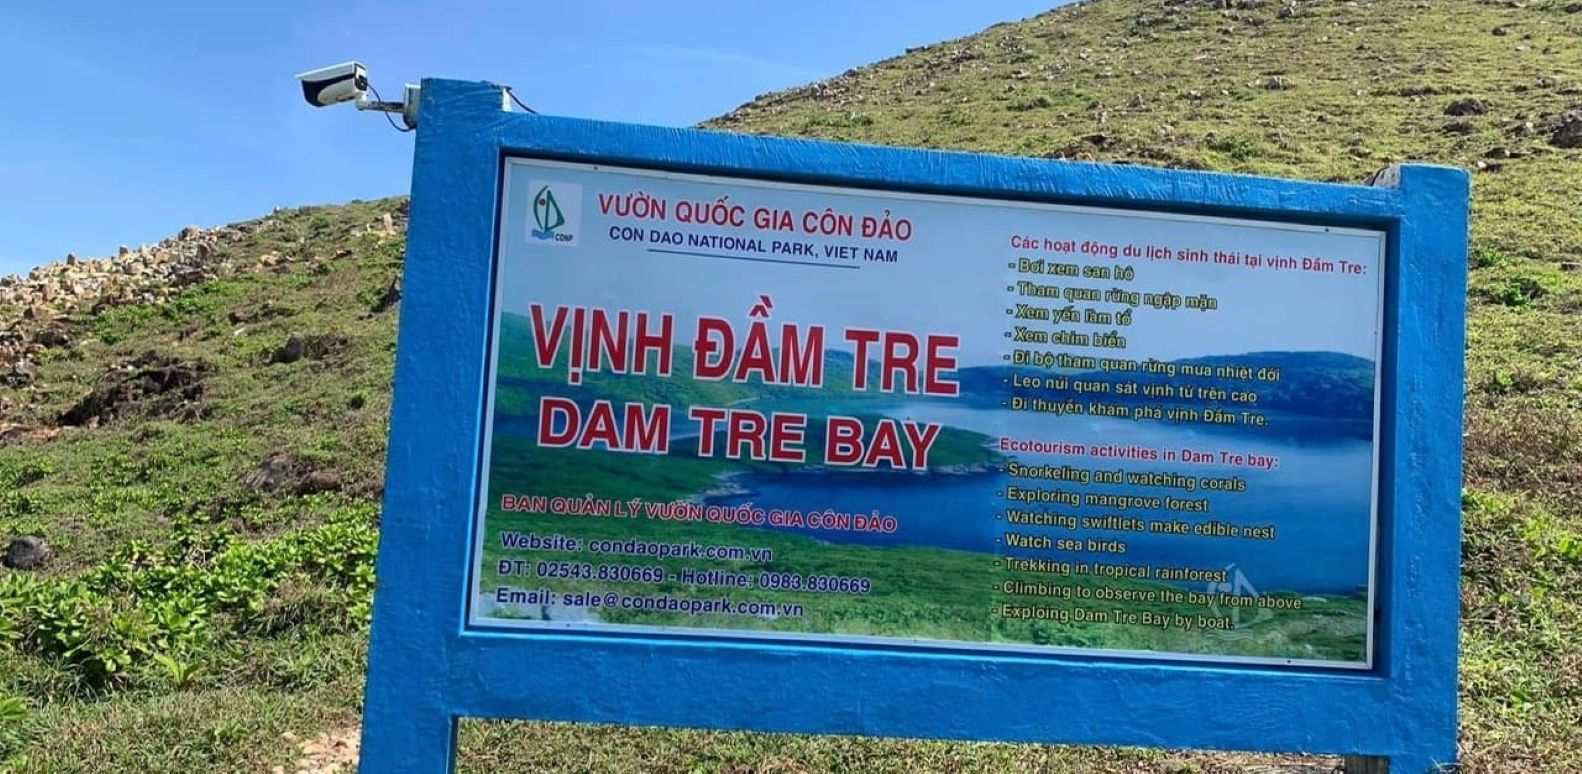 CDNP
VƯỜN QUỐC GIA CÔN ĐẢO
CON DAO NATIONAL PARK, VIET NAM
VỊNH ĐẦM TRE
DAM TRE BAY
BAN QUẢN LÝ VƯỜN QUỐC GIA CÔN ĐẢO
Website: condaopark.com.vn
ĐT: 02543.830669 - Hotline: 0983.830669
Email: sale@condaopark.com.vn
Các hoạt động du lịch sinh thái tại vịnh Đầm Tre:
- Bơi xem san hô
- Tham quan rừng ngập mặn
- Xem yến làm tổ
- Xem chim biển
- Đi bộ tham quan rừng mưa nhiệt đới
- Leo núi quan sát vịnh từ trên cao
- Đi thuyền khám phá vịnh Đầm Tre.
Ecotourism activities in Dam Tre bay:
- Snorkeling and watching corals
- Exploring mangrove forest
- Watching swiftlets make edible nest
- Watch sea birds
- Trekking in tropical rainforest
- Climbing to observe the bay from above
- Exploing Dam Tre Bay by boat.